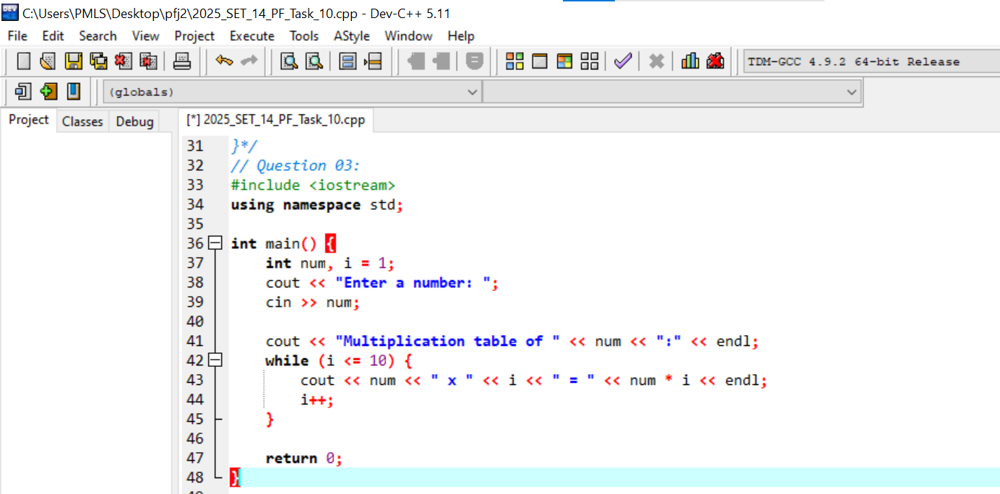 C:\Users\PMLS\Desktop\pfj2\2025_SET_14_PF_Task_10.cpp - Dev-C++ 5.11
File Edit Search View Project Execute Tools AStyle Window Help
TDM-GCC 4.9.2 64-bit Release
(globals)
Project Classes Debug [*] 2025_SET_14_PF_Task_10.cpp
31 }*/
32 // Question 03:
33 #include <iostream>
34 using namespace std;
35
36 int main() {
37     int num, i = 1;
38     cout << "Enter a number: ";
39     cin >> num;
40
41     cout << "Multiplication table of " << num << ":" << endl;
42     while (i <= 10) {
43         cout << num << " x " << i << " = " << num * i << endl;
44         i++;
45     }
46
47     return 0;
48 }